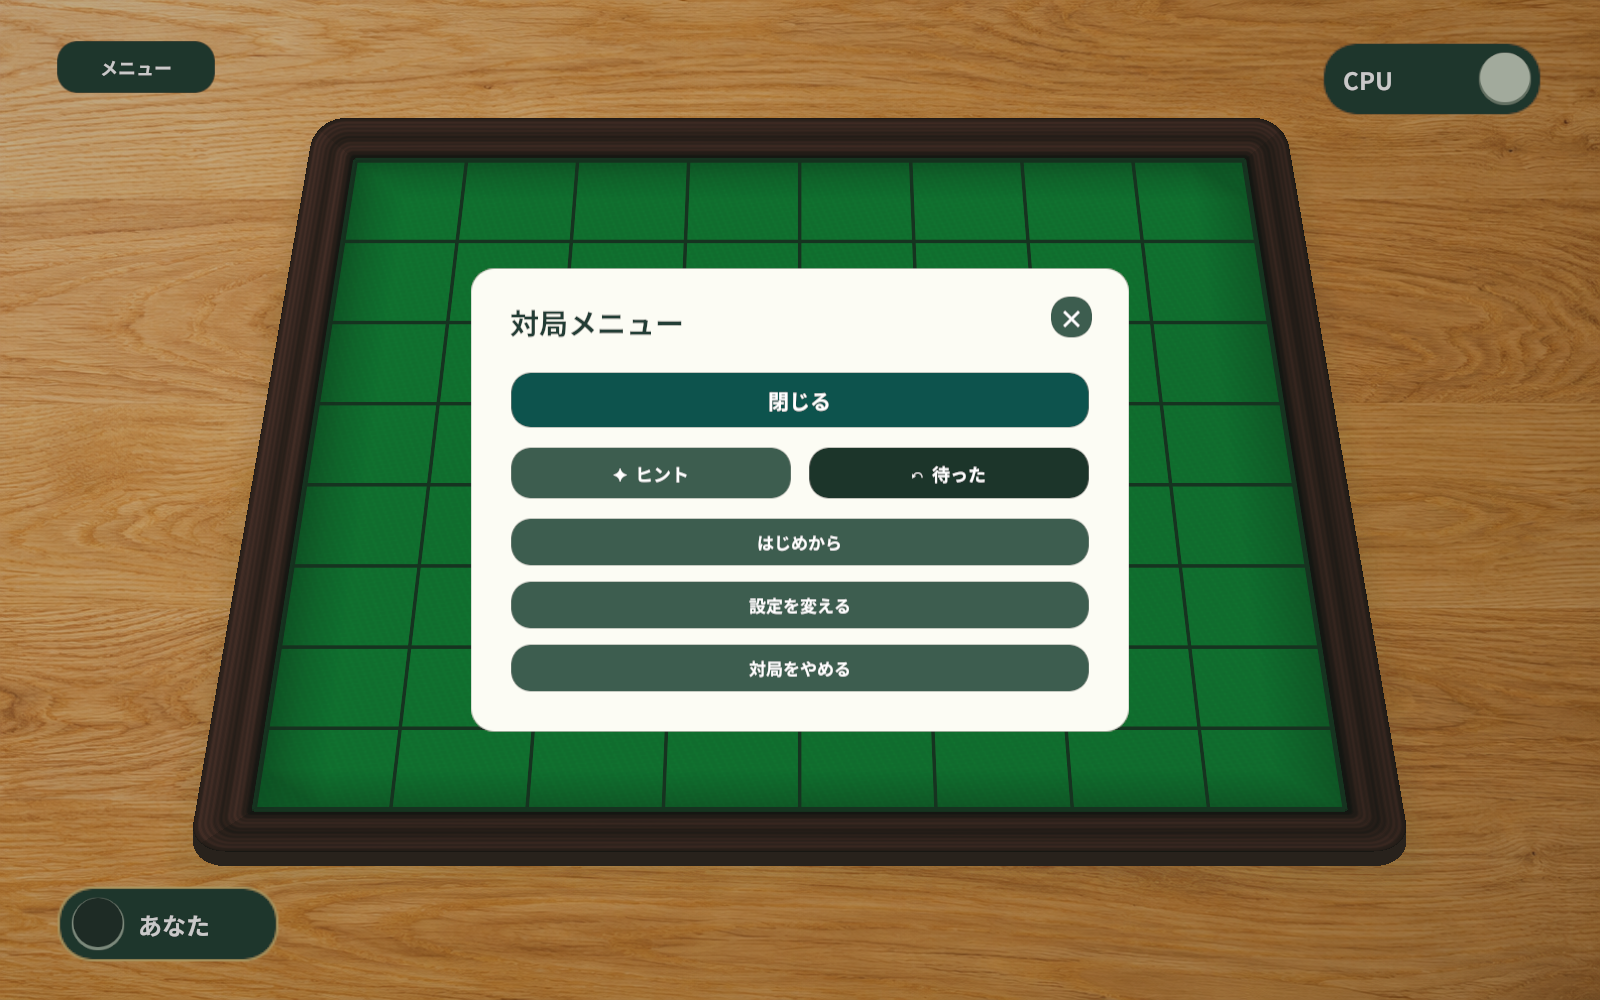 メニュー
CPU
対局メニュー
閉じる
✦ ヒント
↶ 待った
はじめから
設定を変える
対局をやめる
あなた